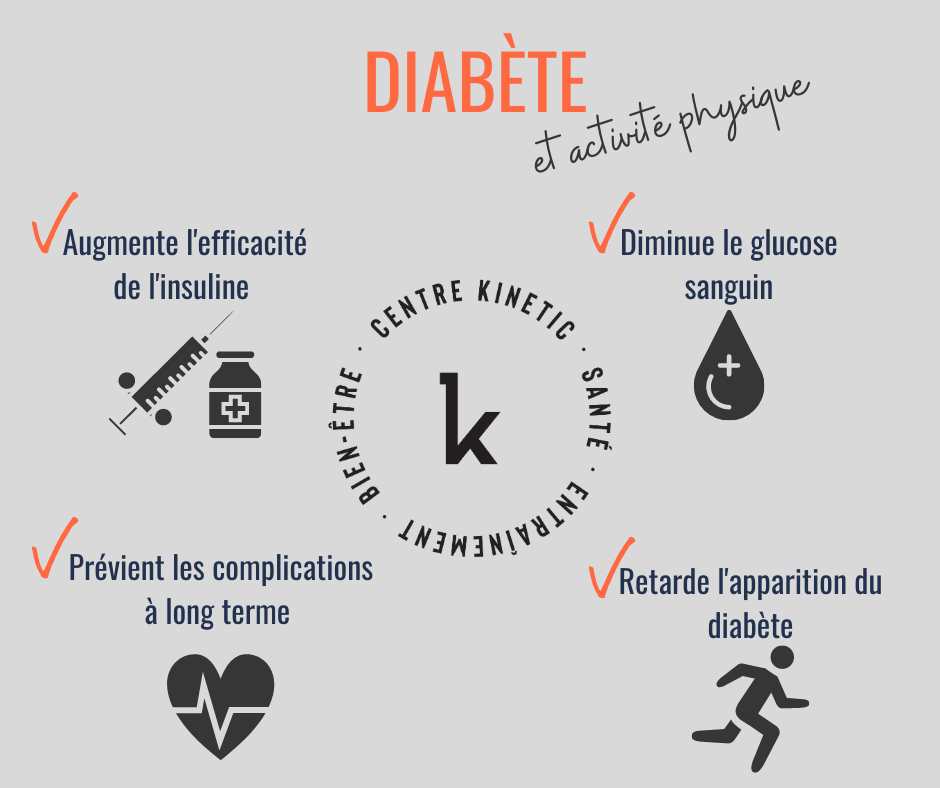 DIABÈTE
et activité physique
Augmente l'efficacité
de l'insuline
Diminue le glucose
sanguin
CENTRE KINETIC · SANTÉ · ENTRAÎNEMENT · BIEN-ÊTRE ·
k
Prévient les complications
à long terme
Retarde l'apparition du
diabète